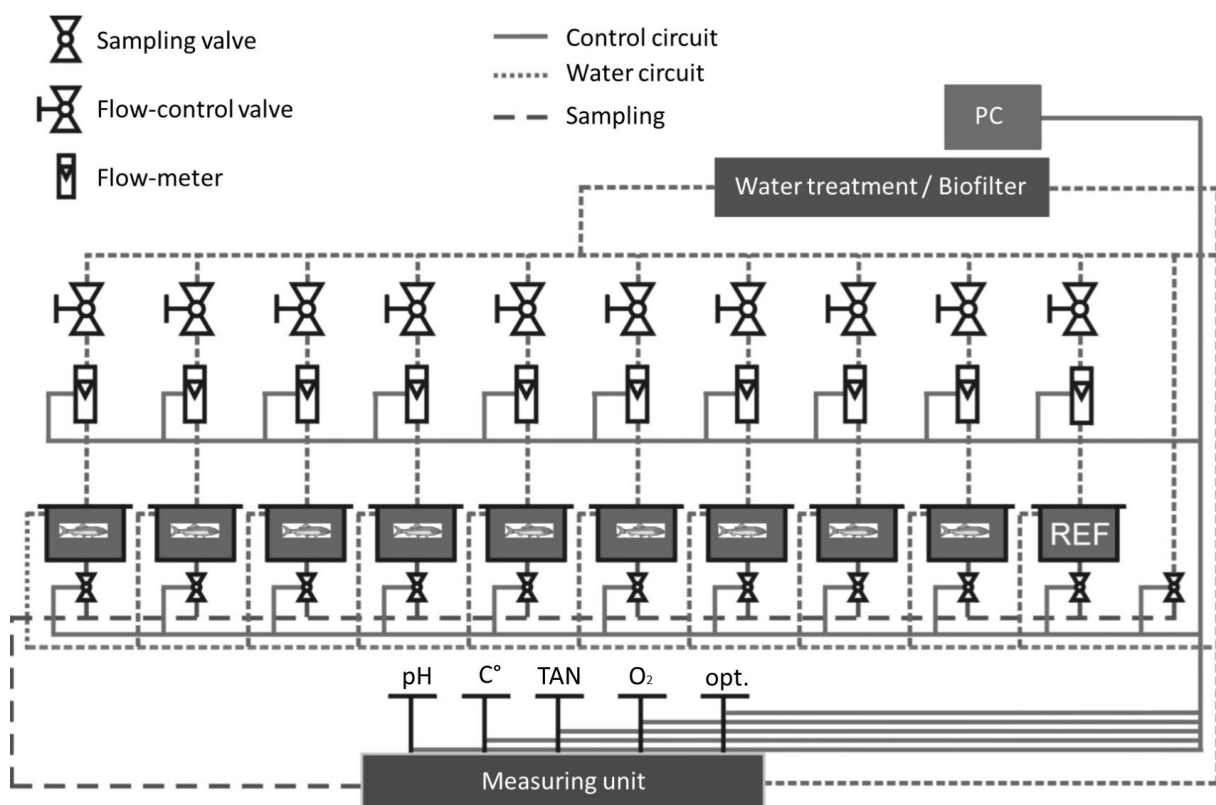 Sampling valve
Flow-control valve
Flow-meter
Control circuit
Water circuit
Sampling
PC
Water treatment / Biofilter
REF
pH
C°
TAN
O₂
opt.
Measuring unit